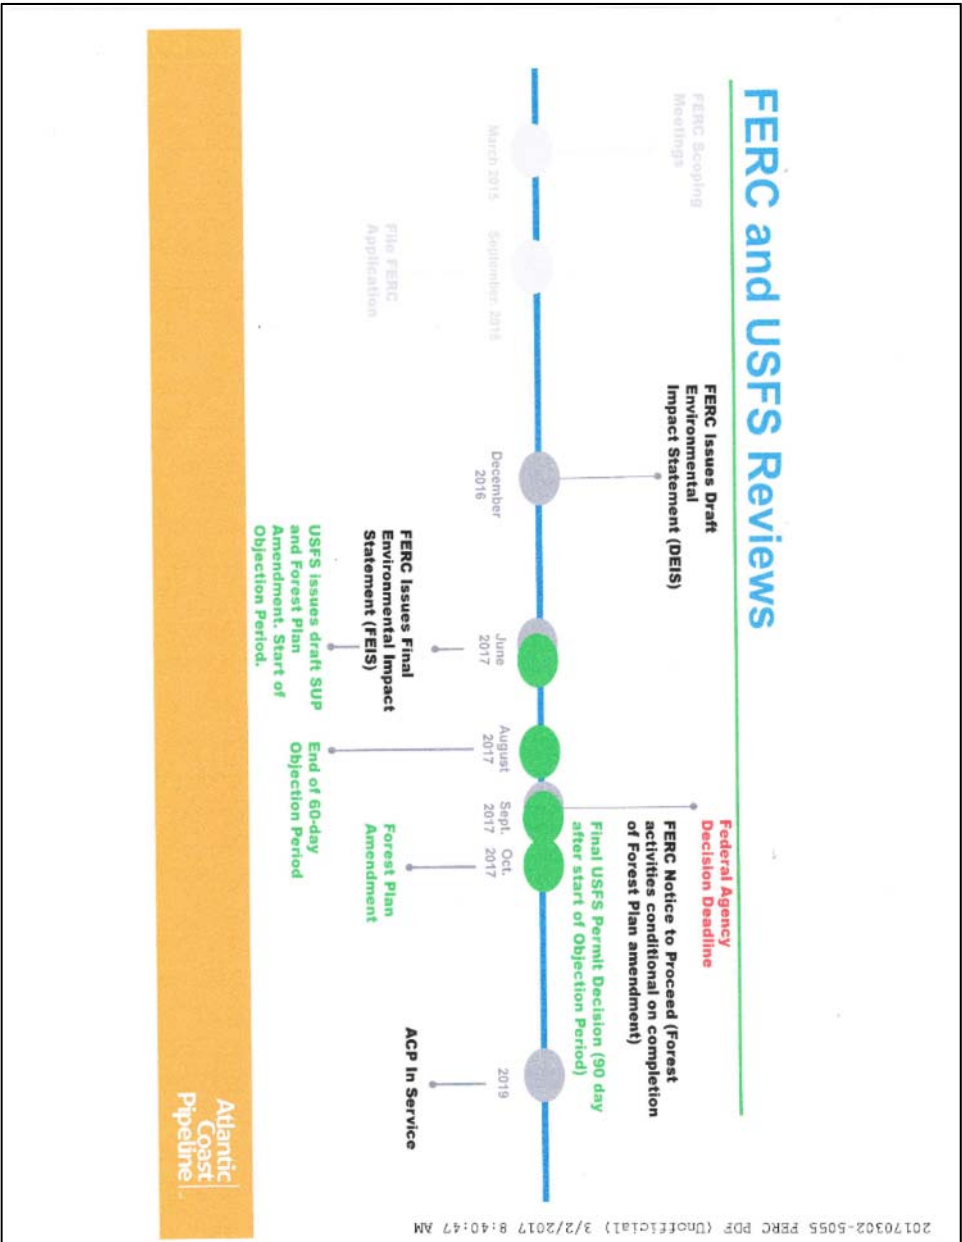 FERC and USFS Reviews
FERC Scoping
Meetings
March 2015
September, 2015
File FERC
Application
FERC Issues Draft
Environmental
Impact Statement (DEIS)
December
2016
June
2017
FERC Issues Final
Environmental Impact
Statement (FEIS)
USFS issues draft SUP
and Forest Plan
Amendment. Start of
Objection Period.
August
2017
End of 60-day
Objection Period
Federal Agency
Decision Deadline
FERC Notice to Proceed (Forest
activities conditional on completion
of Forest Plan amendment)
Final USFS Permit Decision (90 day
after start of Objection Period)
Sept.
2017
Oct.
2017
Forest Plan
Amendment
2019
ACP In Service
Atlantic
Coast
Pipeline
20170302-5055 FERC PDF (Unofficial) 3/2/2017 8:40:47 AM